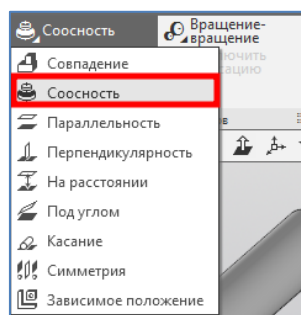 Соосность
Вращение-
вращение
Совпадение
Соосность
Параллельность
Перпендикулярность
На расстоянии
Под углом
Касание
Симметрия
Зависимое положение